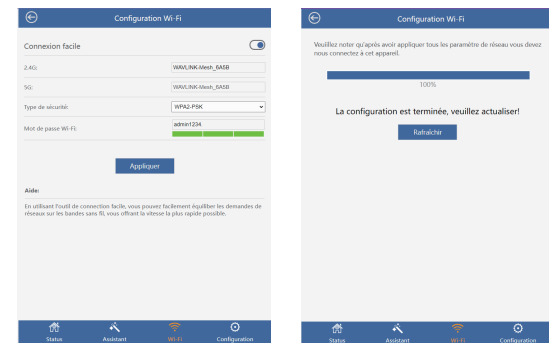 Configuration Wi-Fi
Connexion facile
2.4G: WAVLINK-Mesh_6A5B
5G: WAVLINK-Mesh_6A5B
Type de sécurité: WPA2-PSK
Mot de passe Wi-Fi: admin1234
Appliquer
Aide:
En utilisant l'outil de connection facile, vous pouvez facilement équiliber les demandes de
réseaux sur les bandes sans fil, vous offrant la vitesse la plus rapide possible.
Status Assistant Wi-Fi Configuration
Configuration Wi-Fi
Veuillez noter qu'après avoir appliquer tous les paramètre de réseau vous devez
nous connectez à cet appareil.
100%
La configuration est terminée, veuillez actualiser!
Rafraîchir
Status Assistant Wi-Fi Configuration